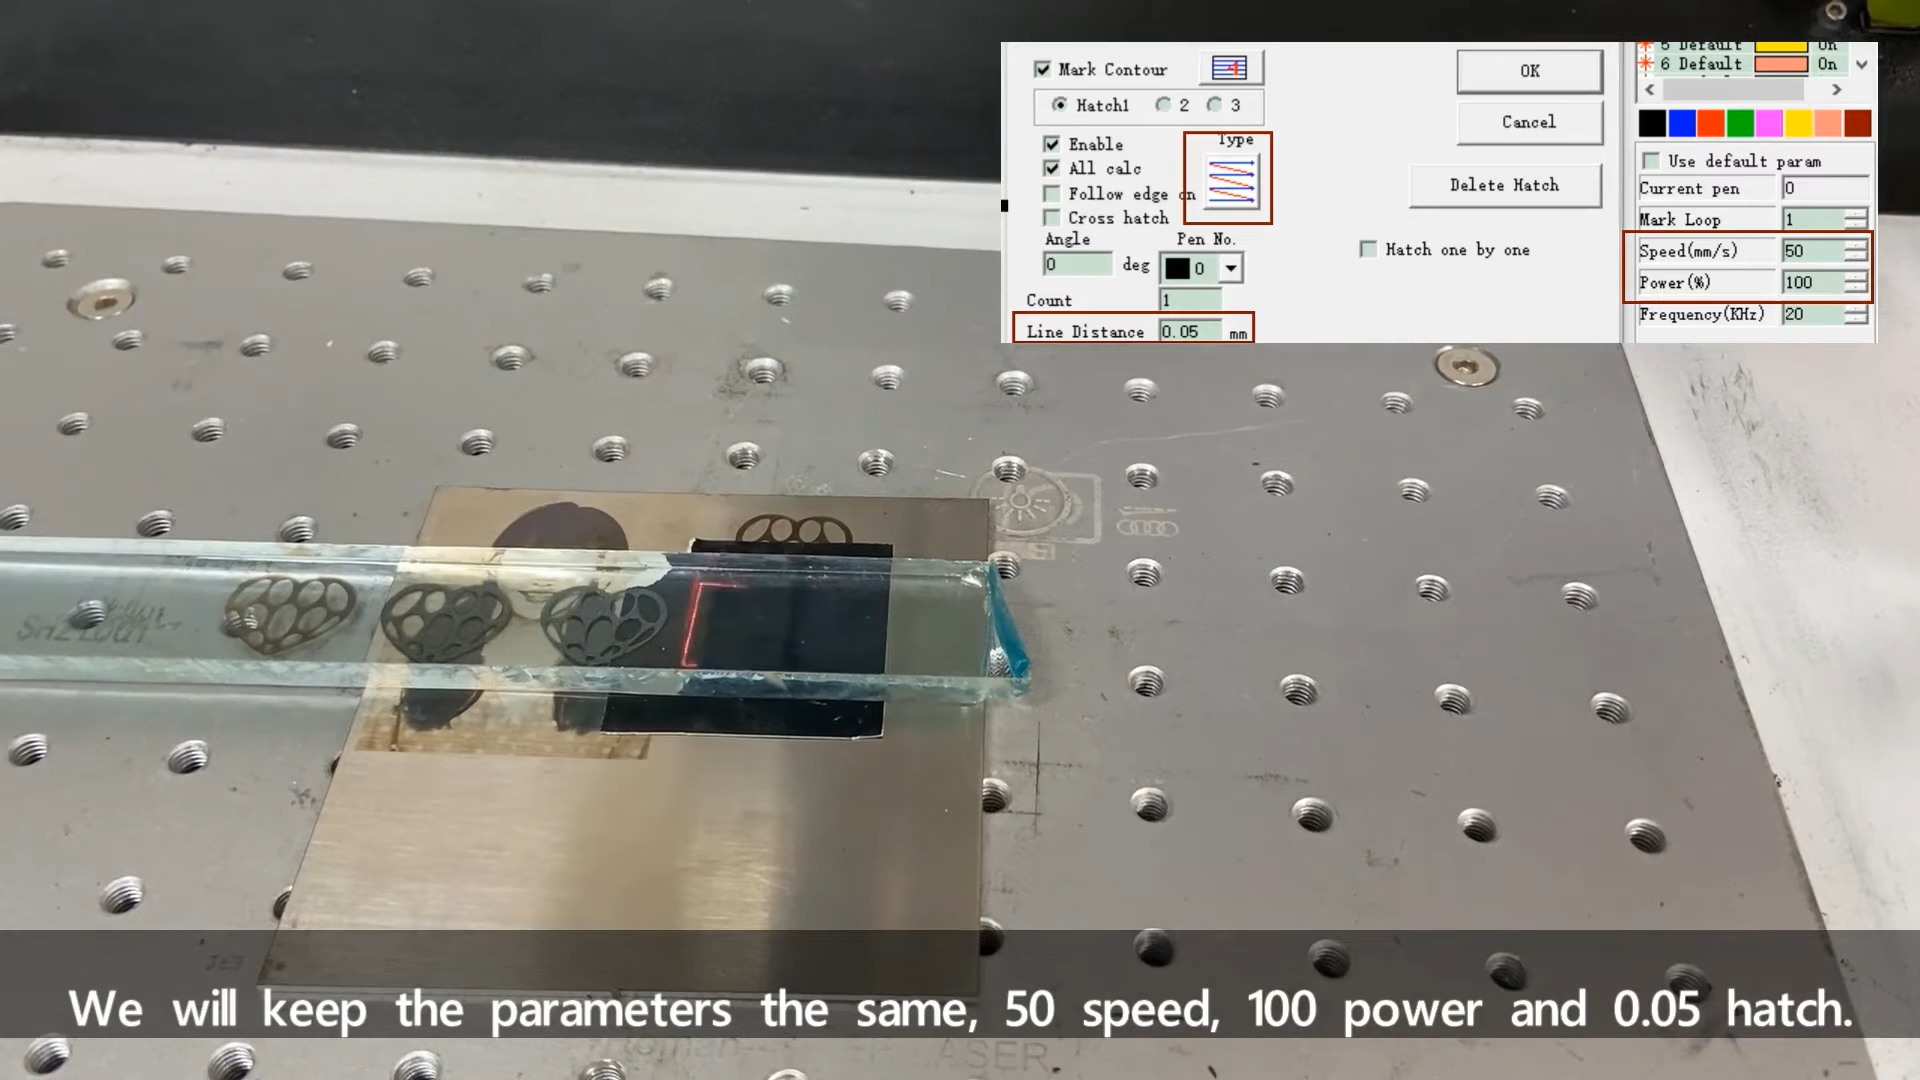 Mark Contour
Hatch1
2
3
Enable
All calc
Follow edge on
Cross hatch
Type
Angle
0
deg
Pen No.
0
Count
1
Line Distance
0.05
mm
OK
Cancel
Delete Hatch
Hatch one by one
5 Default
On
6 Default
On
Use default param
Current pen
0
Mark Loop
1
Speed(mm/s)
50
Power(%)
100
Frequency(KHz)
20
We will keep the parameters the same, 50 speed, 100 power and 0.05 hatch.